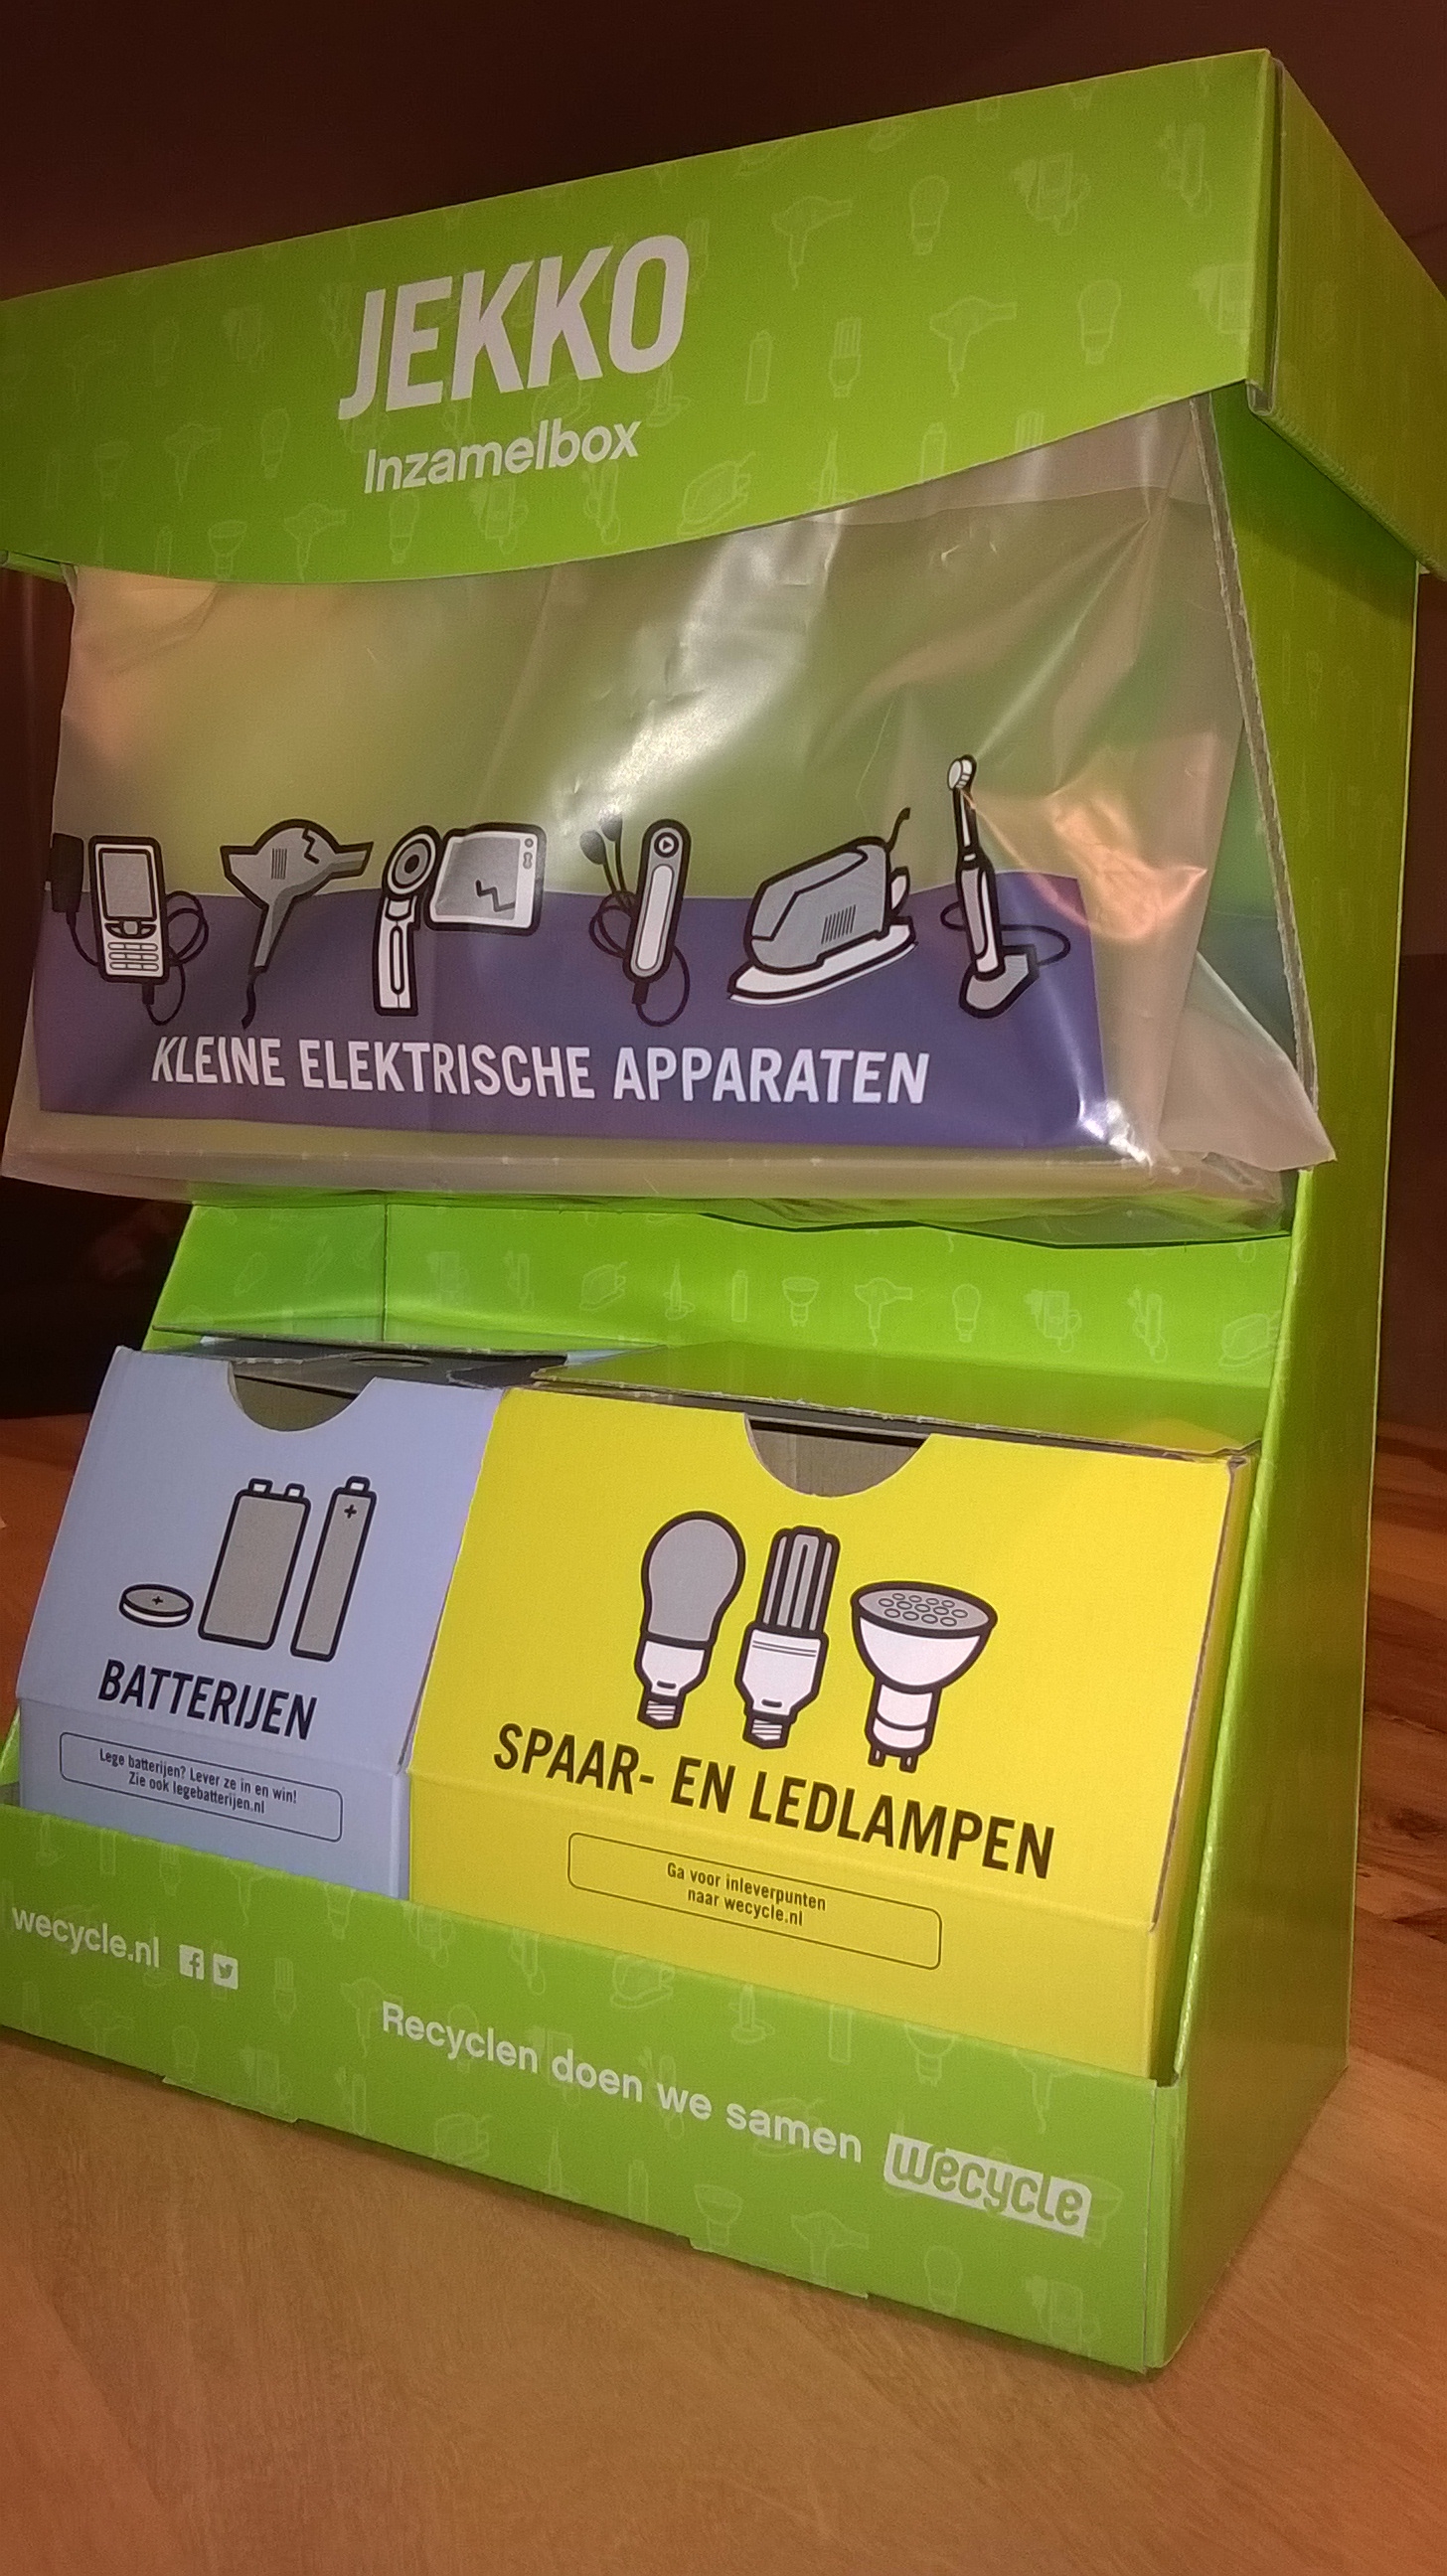 JEKKO
Inzamelbox
KLEINE ELEKTRISCHE APPARATEN
BATTERIJEN
Lege batterijen? Lever ze in en win!
Zie ook legebatterijen.nl
SPAAR- EN LEDLAMPEN
Ga voor inleverpunten
naar wecycle.nl
wecycle.nl
Recyclen doen we samen
wecycle